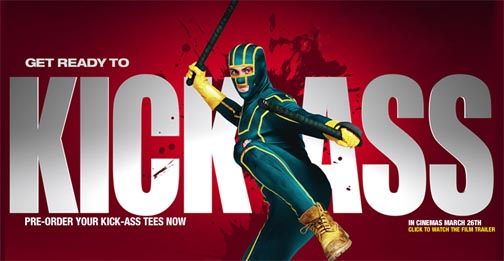 GET READY TO
KICK-ASS
PRE-ORDER YOUR KICK-ASS TEES NOW
IN CINEMAS MARCH 26TH
CLICK TO WATCH THE FILM TRAILER